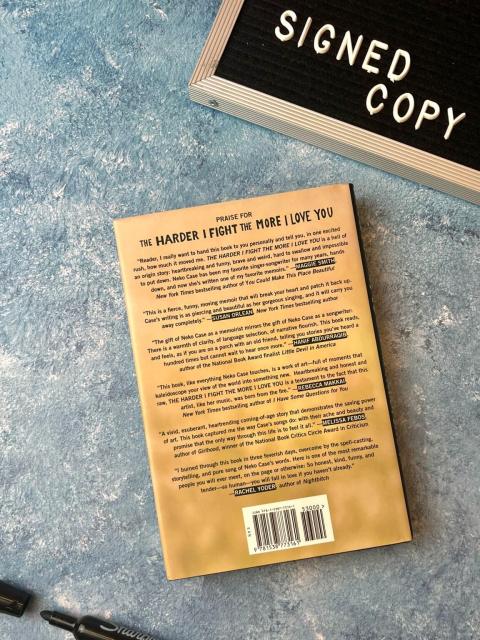 SIGNED
COPY
PRAISE FOR
THE HARDER I FIGHT THE MORE I LOVE YOU
"Reader, I really want to hand this book to you personally and tell you, in one excited
rush, how much it moved me. THE HARDER I FIGHT THE MORE I LOVE YOU is a hell of
an origin story: heartbreaking and funny, brave and weird, hard to swallow and impossible
to put down. Neko Case has been my favorite singer-songwriter for many years, hands
down, and now she's written one of my favorite memoirs." —MAGGIE SMITH,
New York Times bestselling author of You Could Make This Place Beautiful
"This is a fierce, funny, moving memoir that will break your heart and patch it back up.
Case's writing is as piercing and beautiful as her gorgeous singing, and it will carry you
away completely." —SUSAN ORLEAN, New York Times bestselling author
"The gift of Neko Case as a memoirist mirrors the gift of Neko Case as a songwriter:
There is a warmth of clarity, of language selection, of narrative flourish. This book reads,
and feels, as if you are on a porch with an old friend, telling you stories you've heard a
hundred times but cannot wait to hear once more." —HANIF ABDURRAQIB,
author of the National Book Award finalist Little Devil in America
"This book, like everything Neko Case touches, is a work of art—full of moments that
kaleidoscope your view of the world into something new. Heartbreaking and honest and
raw, THE HARDER I FIGHT THE MORE I LOVE YOU is a testament to the fact that this
artist, like her music, was born from the fire." —REBECCA MAKKAI,
New York Times bestselling author of I Have Some Questions for You
"A vivid, exuberant, heartrending coming-of-age story that demonstrates the saving power
of art. This book captured me the way Case's songs do: with their ache and beauty and
promise that the only way through this life is to feel it all." —MELISSA FEBOS,
author of Girlhood, winner of the National Book Critics Circle Award in Criticism
"I burned through this book in three feverish days, overcome by the spell-casting,
storytelling, and pure song of Neko Case's words. Here is one of the most remarkable
people you will ever meet, on the page or otherwise: So honest, kind, funny, and
tender—so human—you will fall in love if you haven't already."
—RACHEL YODER, author of Nightbitch
53000>
9 781538 773161
Sharpie